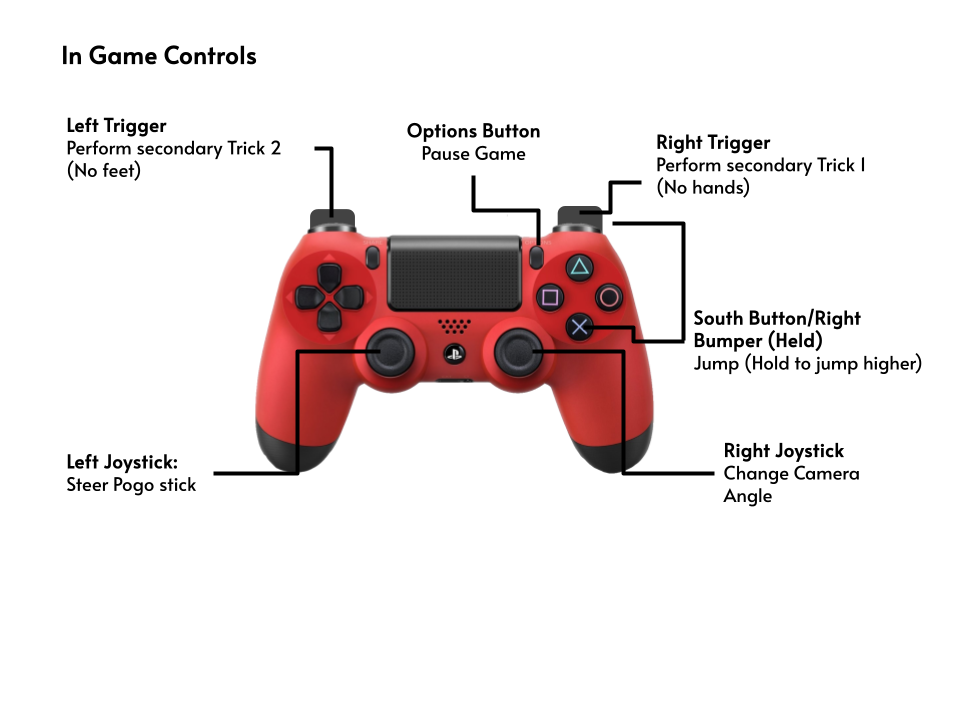 In Game Controls
Left Trigger
Perform secondary Trick 2
(No feet)
Options Button
Pause Game
Right Trigger
Perform secondary Trick 1
(No hands)
South Button/Right
Bumper (Held)
Jump (Hold to jump higher)
Left Joystick:
Steer Pogo stick
Right Joystick
Change Camera
Angle